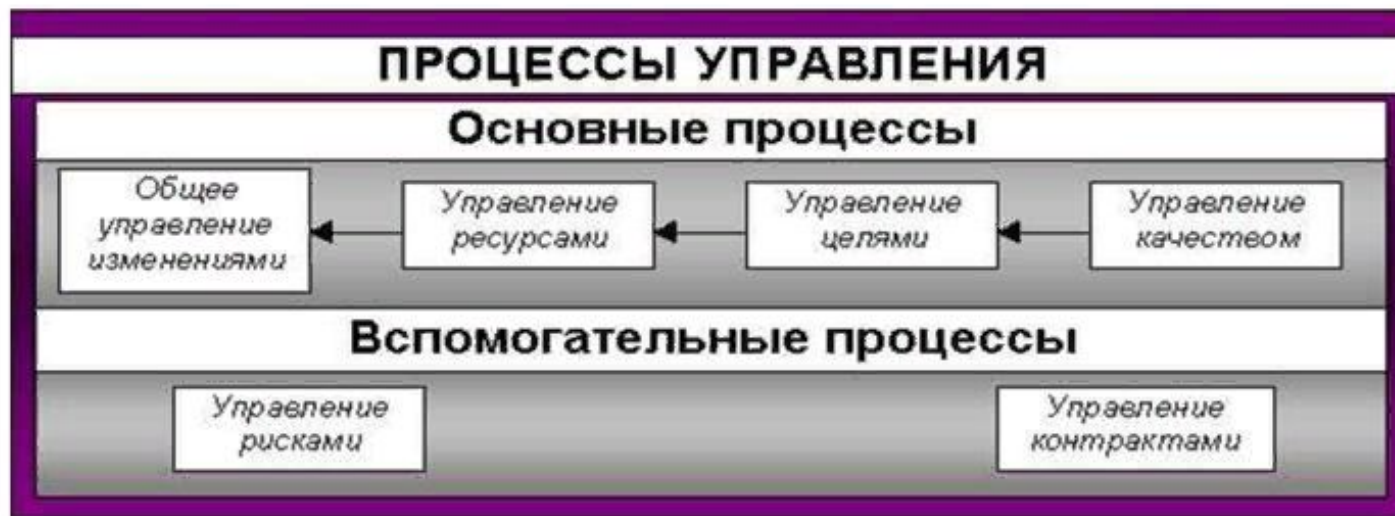 ПРОЦЕССЫ УПРАВЛЕНИЯ
Основные процессы
Общее
управление
изменениями
Управление
ресурсами
Управление
целями
Управление
качеством
Вспомогательные процессы
Управление
рисками
Управление
контрактами